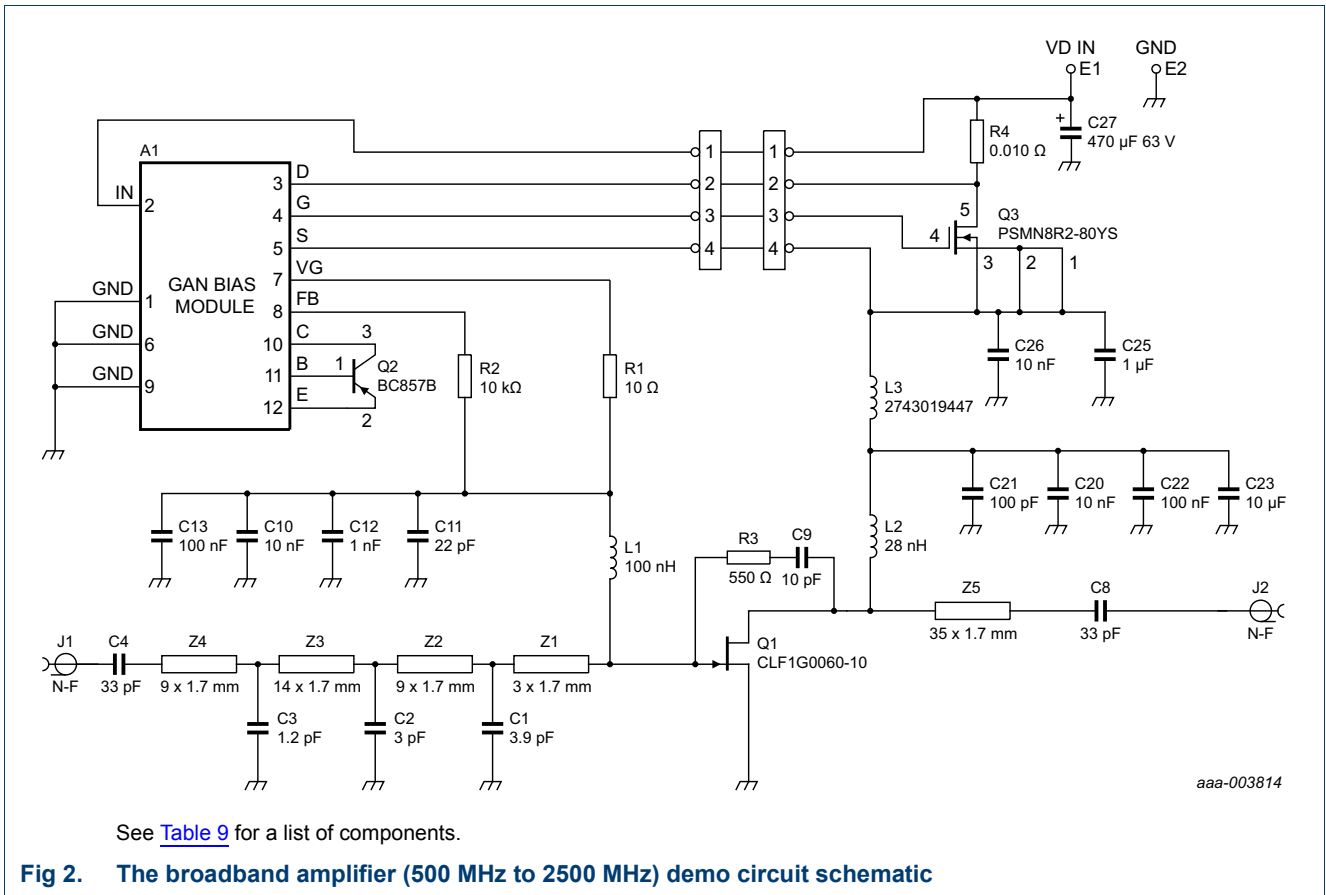 VD IN
GND
E1
E2
C27
470 μF 63 V
R4
0.010 Ω
A1
IN
2
3
D
4
G
5
S
7
VG
8
FB
10
C
11
B
12
E
GND
1
GND
6
GND
9
GAN BIAS
MODULE
3
1
2
Q2
BC857B
1
2
3
4
1
2
3
4
5
4
3
2
1
Q3
PSMN8R2-80YS
R2
10 kΩ
R1
10 Ω
C26
10 nF
C25
1 μF
L3
2743019447
C13
100 nF
C10
10 nF
C12
1 nF
C11
22 pF
C21
100 pF
C20
10 nF
C22
100 nF
C23
10 μF
L1
100 nH
L2
28 nH
R3
550 Ω
C9
10 pF
J1
N-F
C4
33 pF
Z4
9 x 1.7 mm
Z3
14 x 1.7 mm
Z2
9 x 1.7 mm
Z1
3 x 1.7 mm
Q1
CLF1G0060-10
Z5
35 x 1.7 mm
C8
33 pF
J2
N-F
C3
1.2 pF
C2
3 pF
C1
3.9 pF
aaa-003814
See Table 9 for a list of components.
Fig 2. The broadband amplifier (500 MHz to 2500 MHz) demo circuit schematic